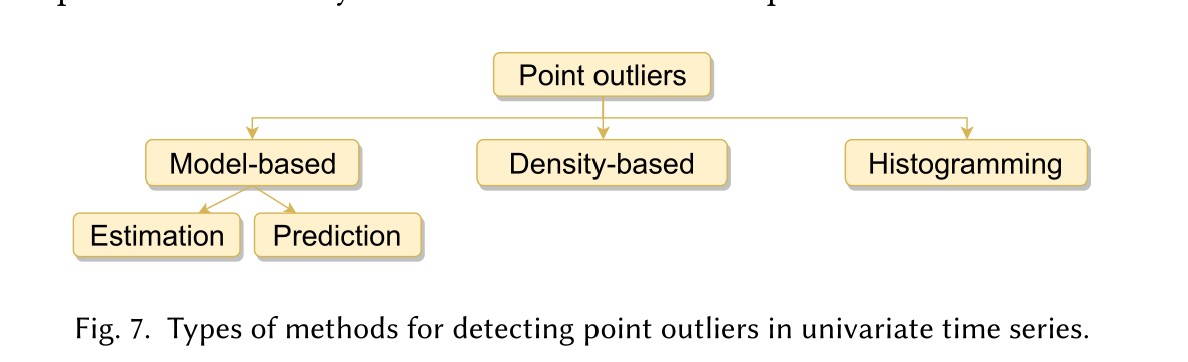 Point outliers
Model-based
Density-based
Histogramming
Estimation
Prediction
Fig. 7. Types of methods for detecting point outliers in univariate time series.